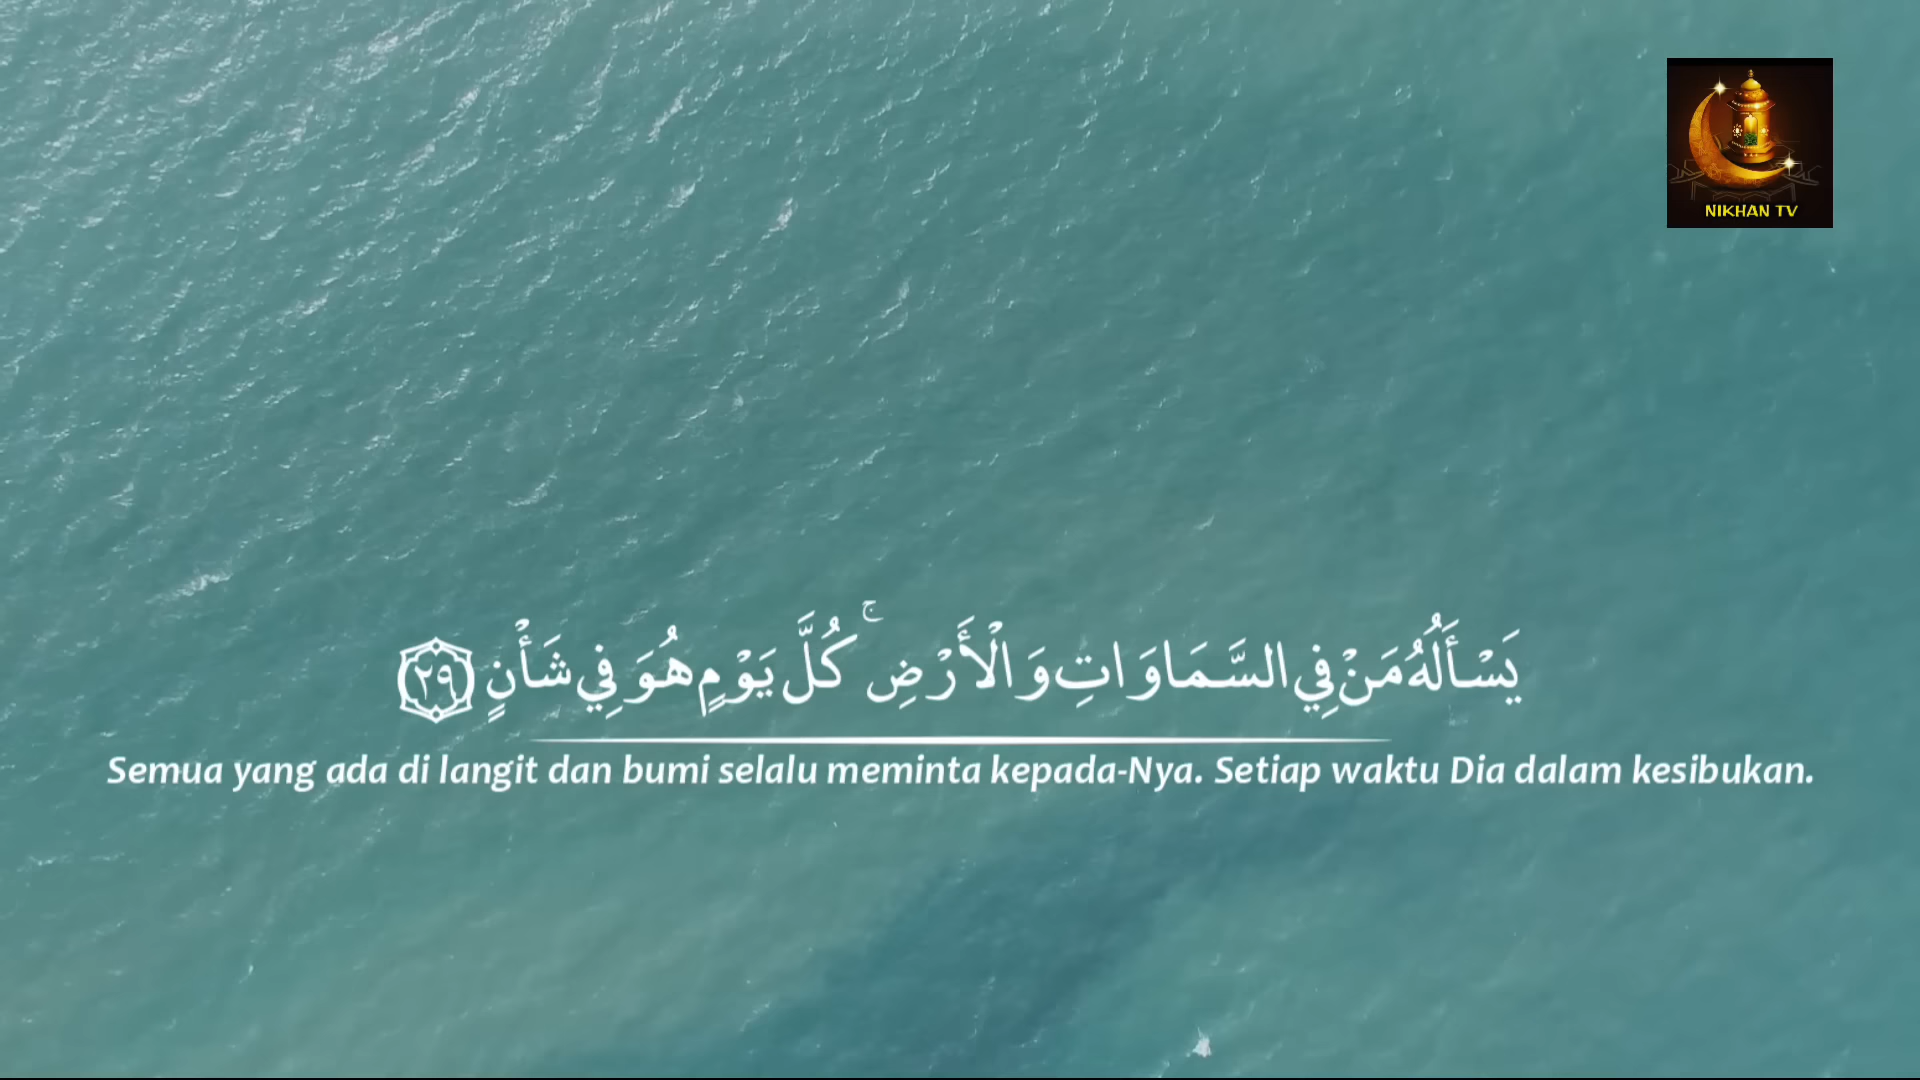 NIKHAN TV
يَسْأَلُهُ مَنْ فِي السَّمَاوَاتِ وَالْأَرْضِ ۚ كُلَّ يَوْمٍ هُوَ فِي شَأْنٍ ٢٩
Semua yang ada di langit dan bumi selalu meminta kepada-Nya. Setiap waktu Dia dalam kesibukan.